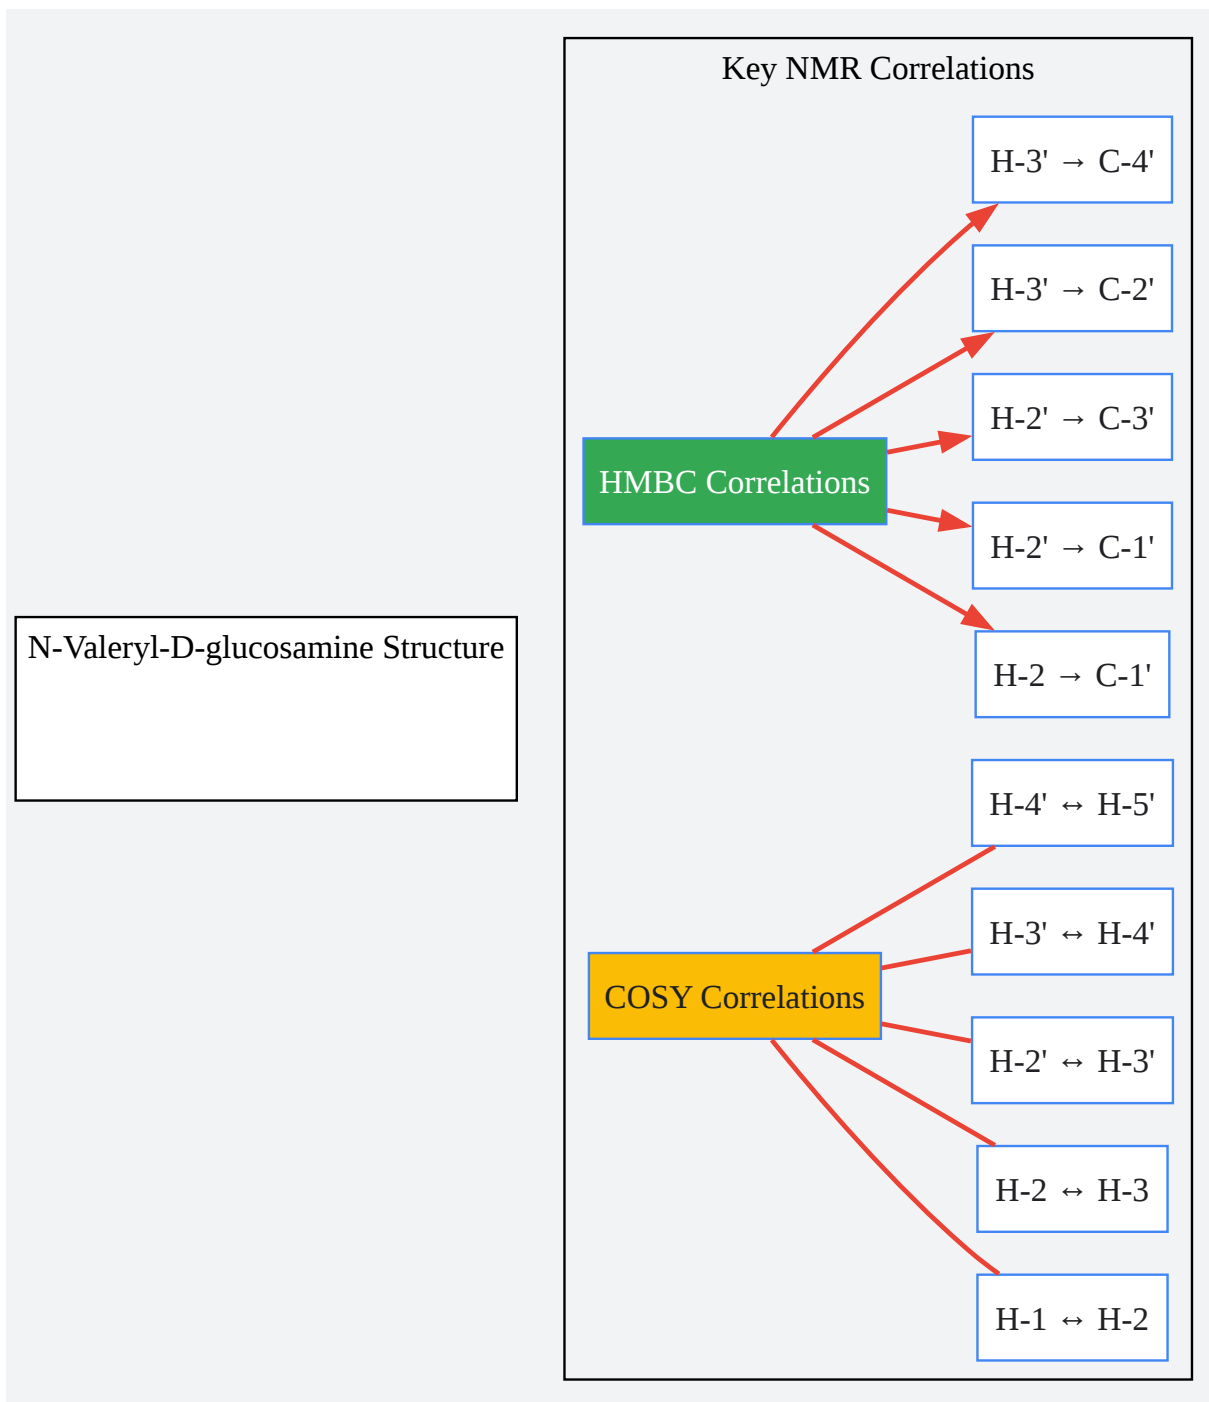 N-Valeryl-D-glucosamine Structure
Key NMR Correlations
HMBC Correlations
H-3' → C-4'
H-3' → C-2'
H-2' → C-3'
H-2' → C-1'
H-2 → C-1'
COSY Correlations
H-4' ↔ H-5'
H-3' ↔ H-4'
H-2' ↔ H-3'
H-2 ↔ H-3
H-1 ↔ H-2